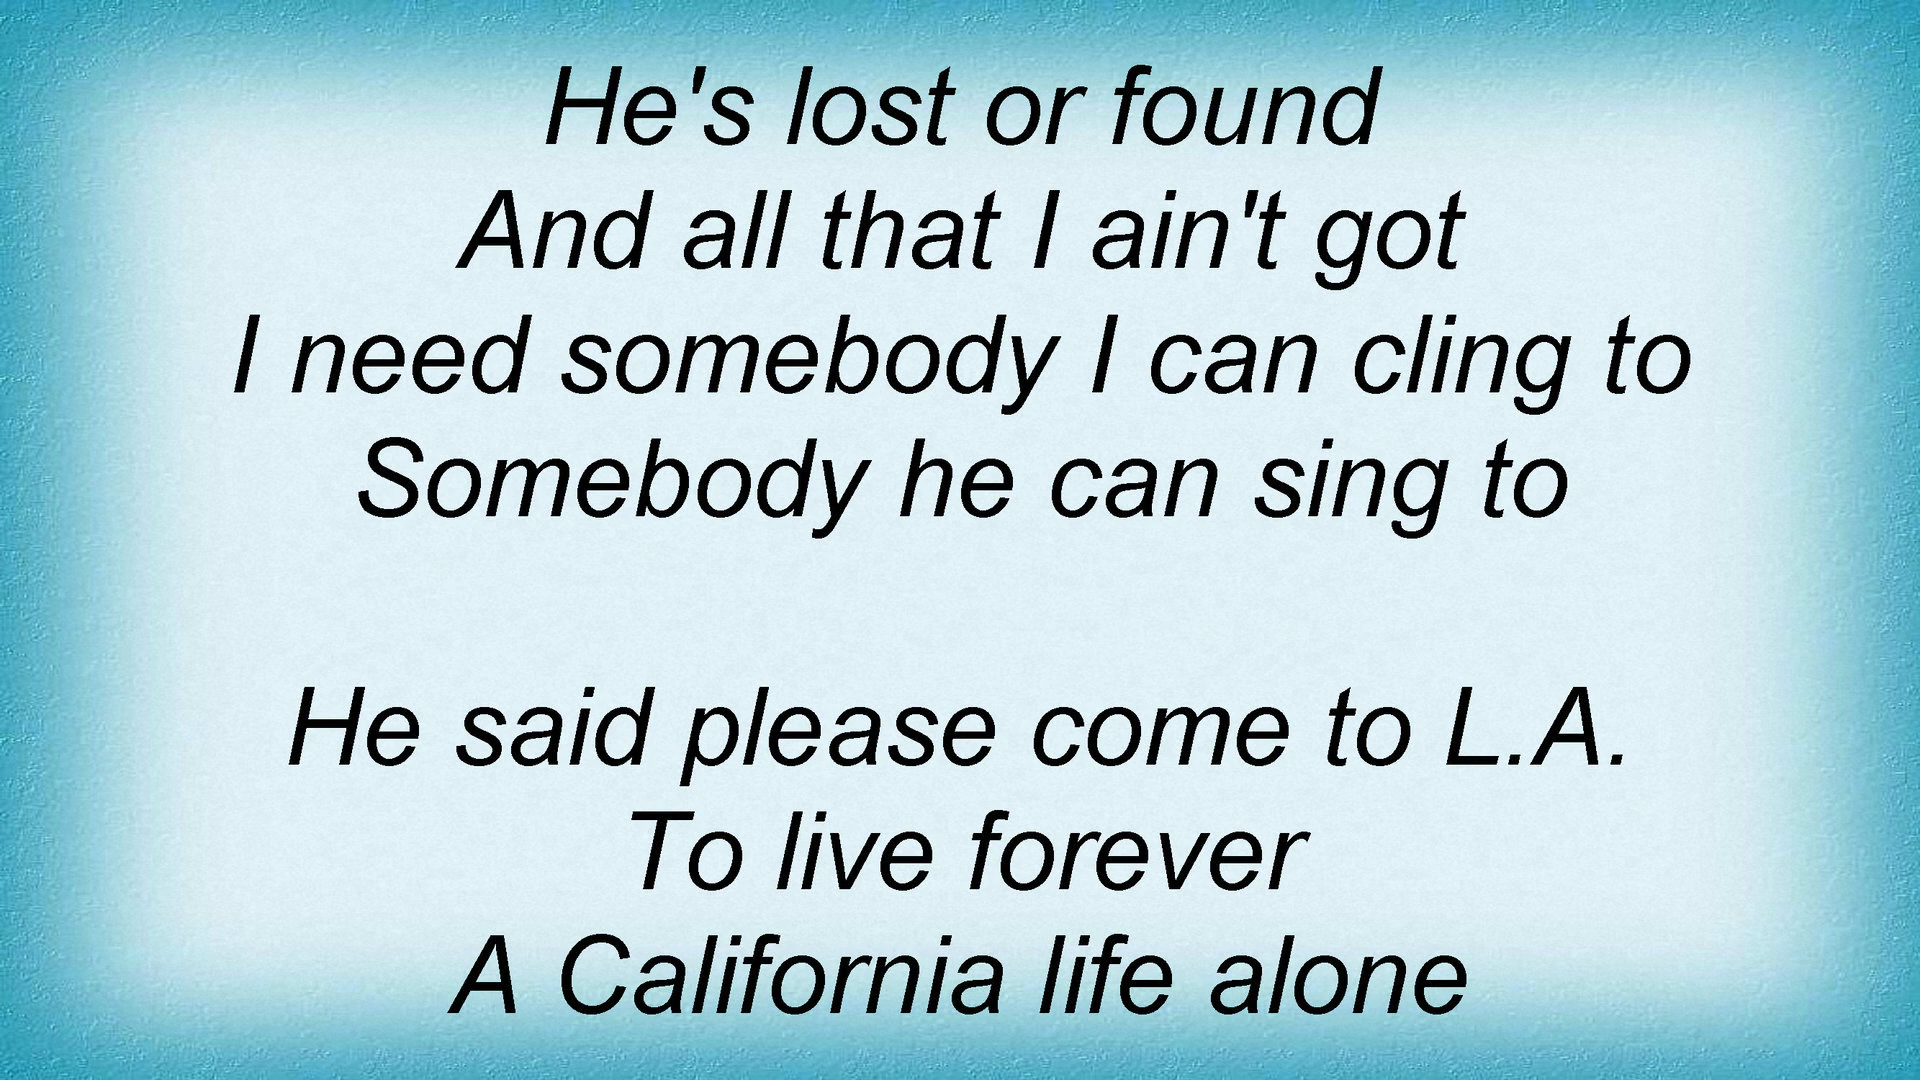 He's lost or found
And all that I ain't got
I need somebody I can cling to
Somebody he can sing to
He said please come to L.A.
To live forever
A California life alone